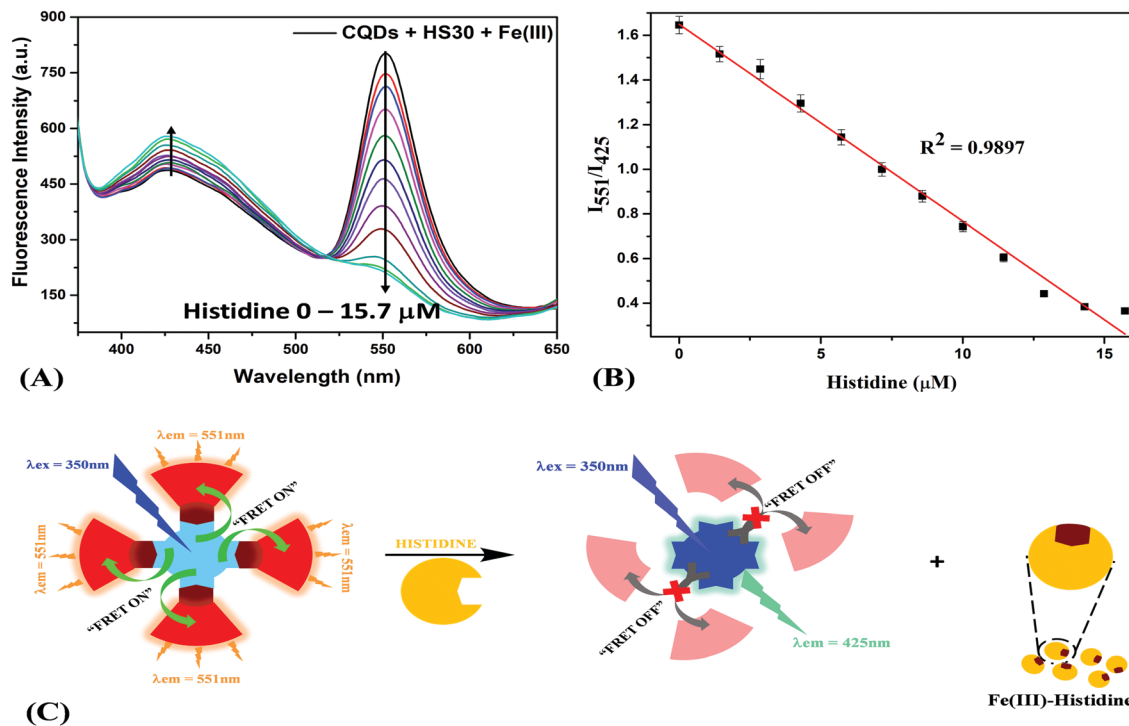 900
750
600
450
300
150
Fluorescence Intensity (a.u.)
CQDs + HS30 + Fe(III)
Histidine 0 – 15.7 μM
400 450 500 550 600 650
Wavelength (nm)
(A)
1.6
1.4
1.2
1.0
0.8
0.6
0.4
I551/I425
R² = 0.9897
0 5 10 15
Histidine (μM)
(B)
λem = 551nm
λex = 350nm
"FRET ON"
λem = 551nm
λem = 551nm
"FRET ON"
λem = 551nm
HISTIDINE
λex = 350nm
"FRET OFF"
"FRET OFF"
λem = 425nm
+
Fe(III)-Histidine
(C)